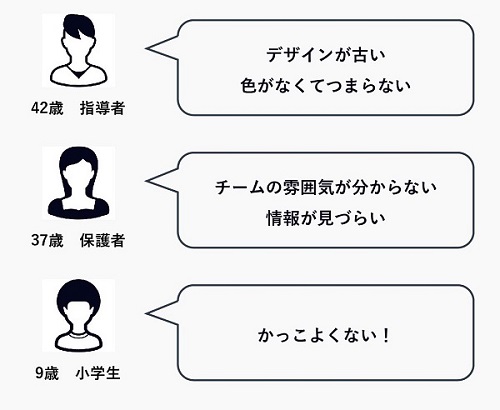 デザインが古い
色がなくてつまらない
42歳　指導者
チームの雰囲気が分からない
情報が見づらい
37歳　保護者
かっこよくない！
9歳　小学生